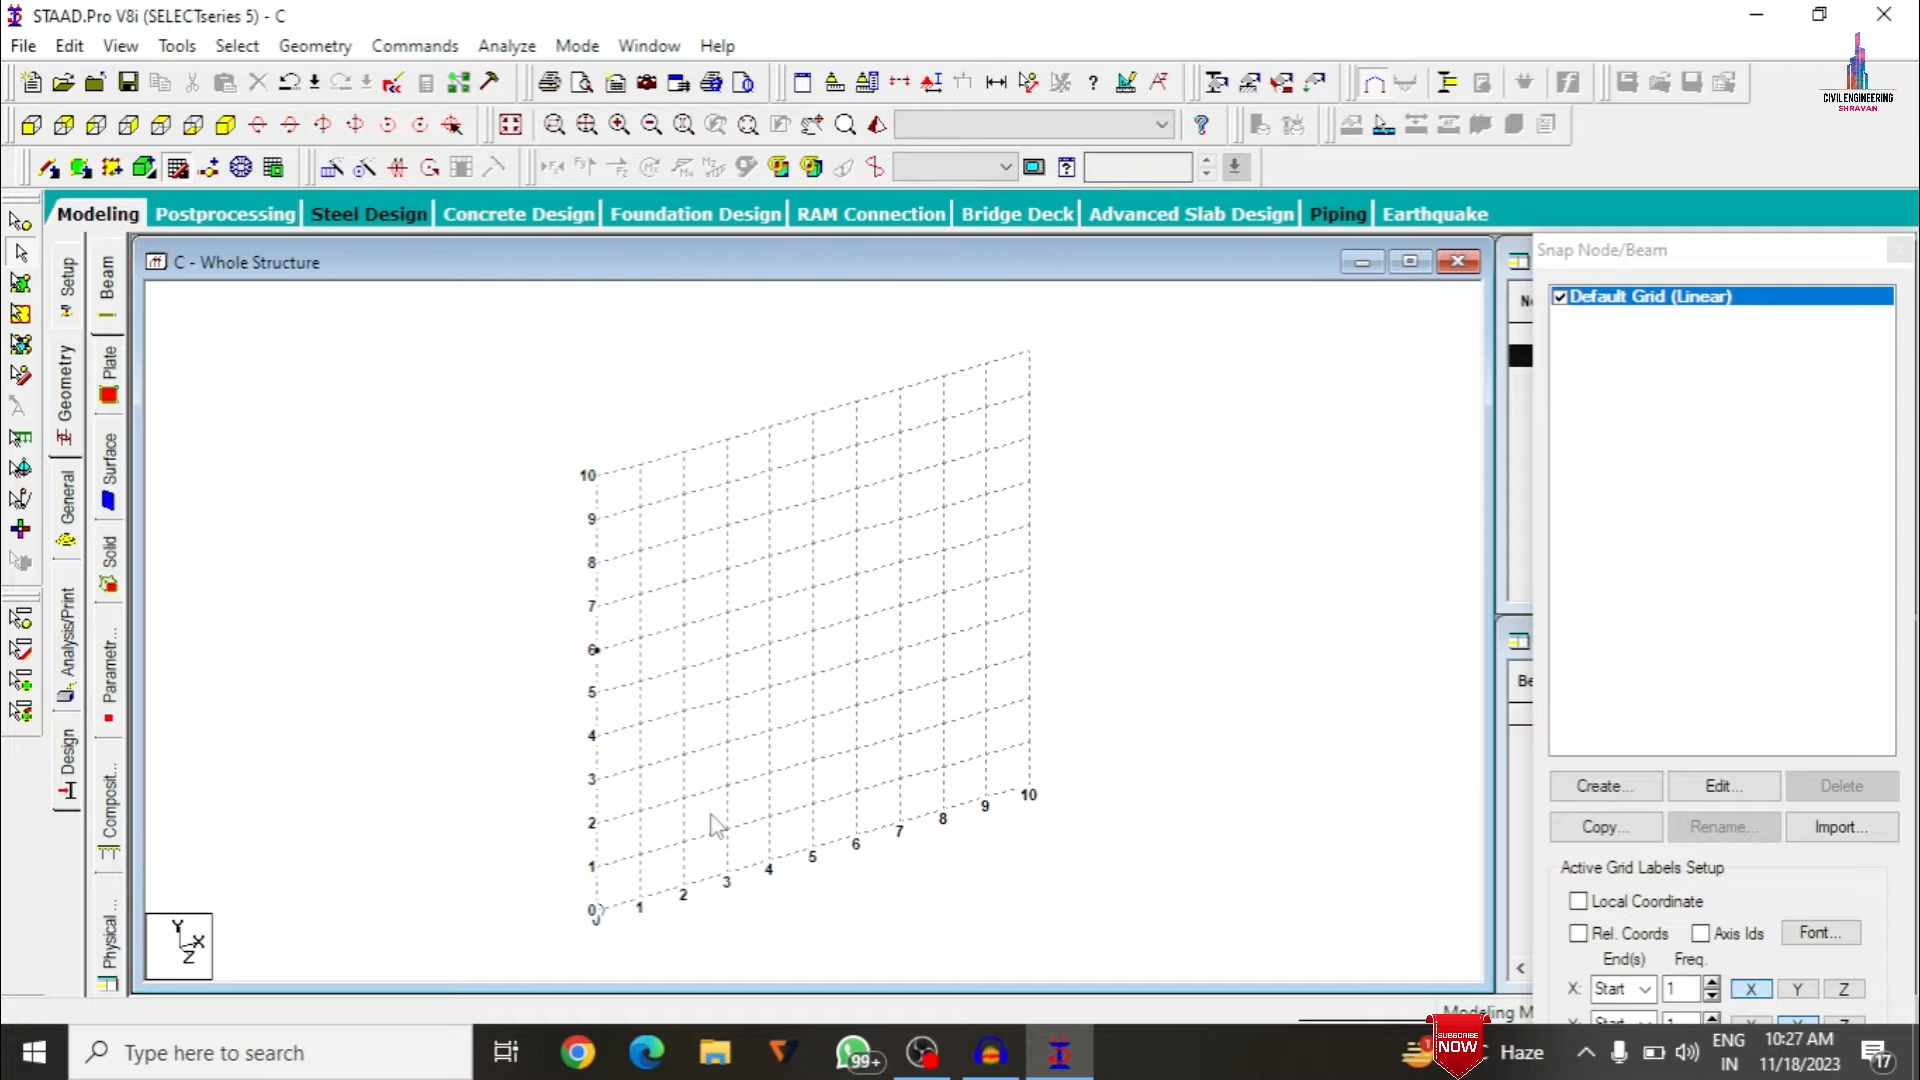 STAAD.Pro V8i (SELECTseries 5) - C
File Edit View Tools Select Geometry Commands Analyze Mode Window Help
CIVIL ENGINEERING
SHRAVAN
Modeling Postprocessing Steel Design Concrete Design Foundation Design RAM Connection Bridge Deck Advanced Slab Design Piping Earthquake
Setup
Geometry
General
Analysis/Print
Design
Beam
Plate
Surface
Solid
Parametr...
Composit...
Physical ...
C - Whole Structure
10
9
8
7
6
5
4
3
2
1
0
1 2 3 4 5 6 7 8 9 10
Y
X
Z
Be
Snap Node/Beam
Default Grid (Linear)
Create... Edit... Delete
Copy... Rename... Import...
Active Grid Labels Setup
Local Coordinate
Rel. Coords Axis Ids Font...
End(s) Freq.
X: Start 1 X Y Z
Modeling M
Type here to search
99+
SUBSCRIBE
NOW
C Haze
ENG
IN
10:27 AM
11/18/2023
17